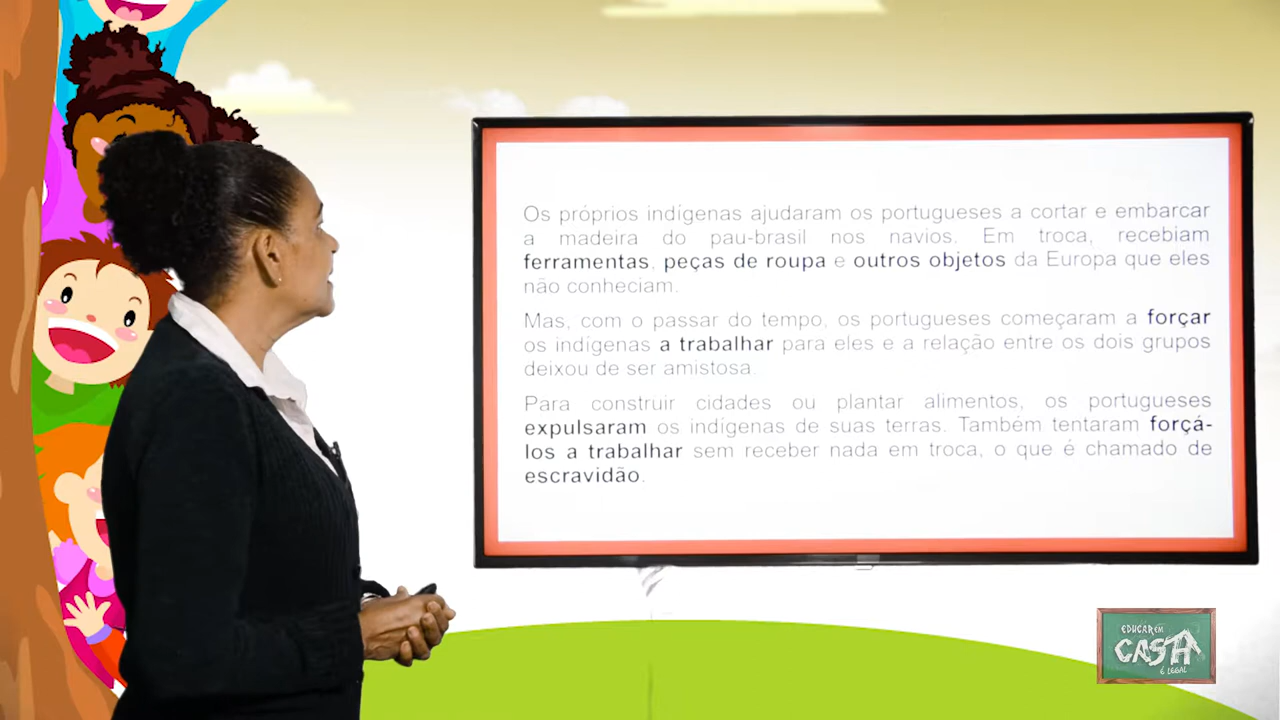 Os próprios indígenas ajudaram os portugueses a cortar e embarcar
a madeira do pau-brasil nos navios. Em troca, recebiam
ferramentas, peças de roupa e outros objetos da Europa que eles
não conheciam.
Mas, com o passar do tempo, os portugueses começaram a forçar
os indígenas a trabalhar para eles e a relação entre os dois grupos
deixou de ser amistosa.
Para construir cidades ou plantar alimentos, os portugueses
expulsaram os indígenas de suas terras. Também tentaram forçá-
los a trabalhar sem receber nada em troca, o que é chamado de
escravidão.
EDUCAR EM
CASA
É LEGAL